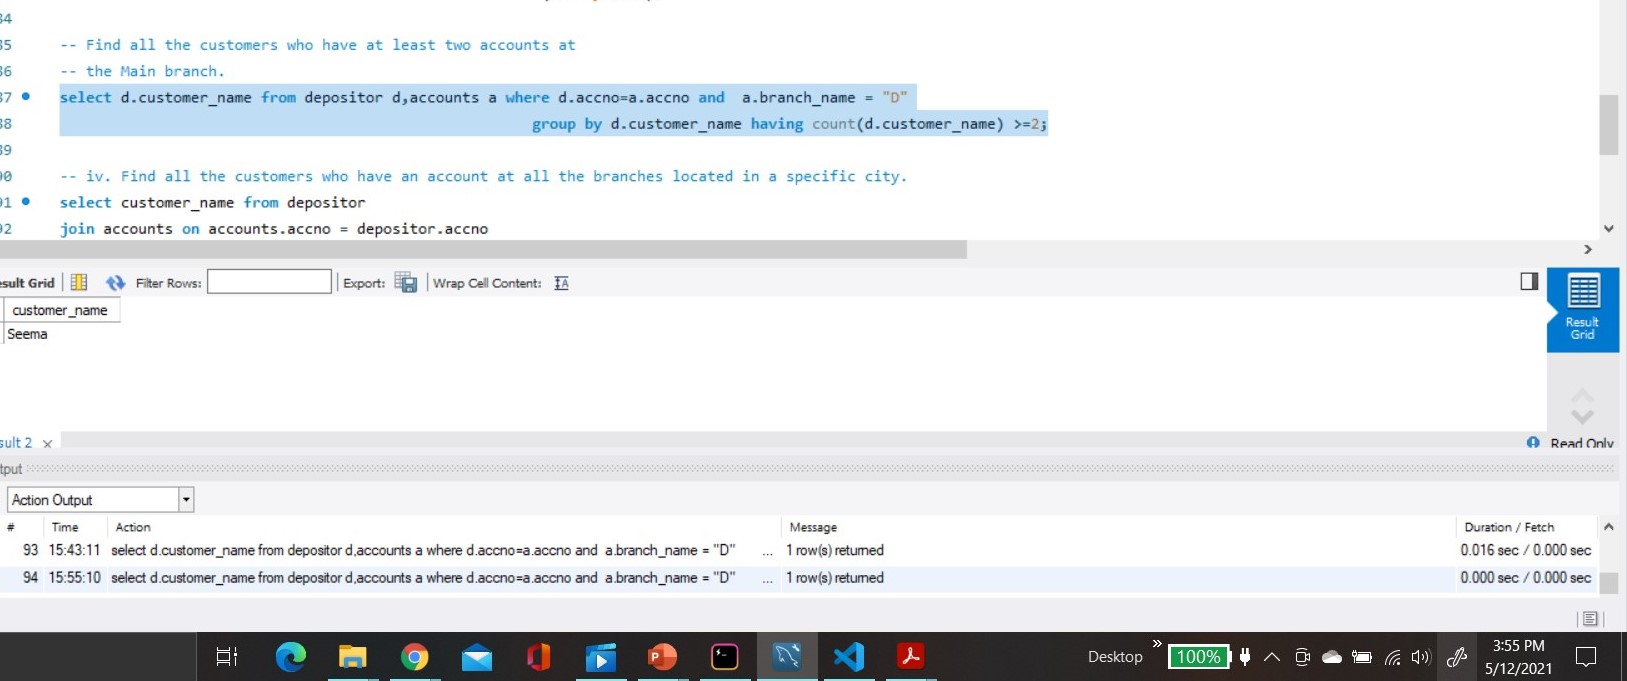 34
35 -- Find all the customers who have at least two accounts at
36 -- the Main branch.
37 select d.customer_name from depositor d,accounts a where d.accno=a.accno and  a.branch_name = "D"
38 group by d.customer_name having count(d.customer_name) >=2;
39
90 -- iv. Find all the customers who have an account at all the branches located in a specific city.
91 select customer_name from depositor
92 join accounts on accounts.accno = depositor.accno
esult Grid Filter Rows: Export: Wrap Cell Content:
customer_name
Seema
Result Grid
sult 2 x
Read Only
tput
Action Output
# Time Action Message Duration / Fetch
93 15:43:11 select d.customer_name from depositor d,accounts a where d.accno=a.accno and  a.branch_name = "D" ... 1 row(s) returned 0.016 sec / 0.000 sec
94 15:55:10 select d.customer_name from depositor d,accounts a where d.accno=a.accno and  a.branch_name = "D" ... 1 row(s) returned 0.000 sec / 0.000 sec
Desktop 100% 3:55 PM
5/12/2021